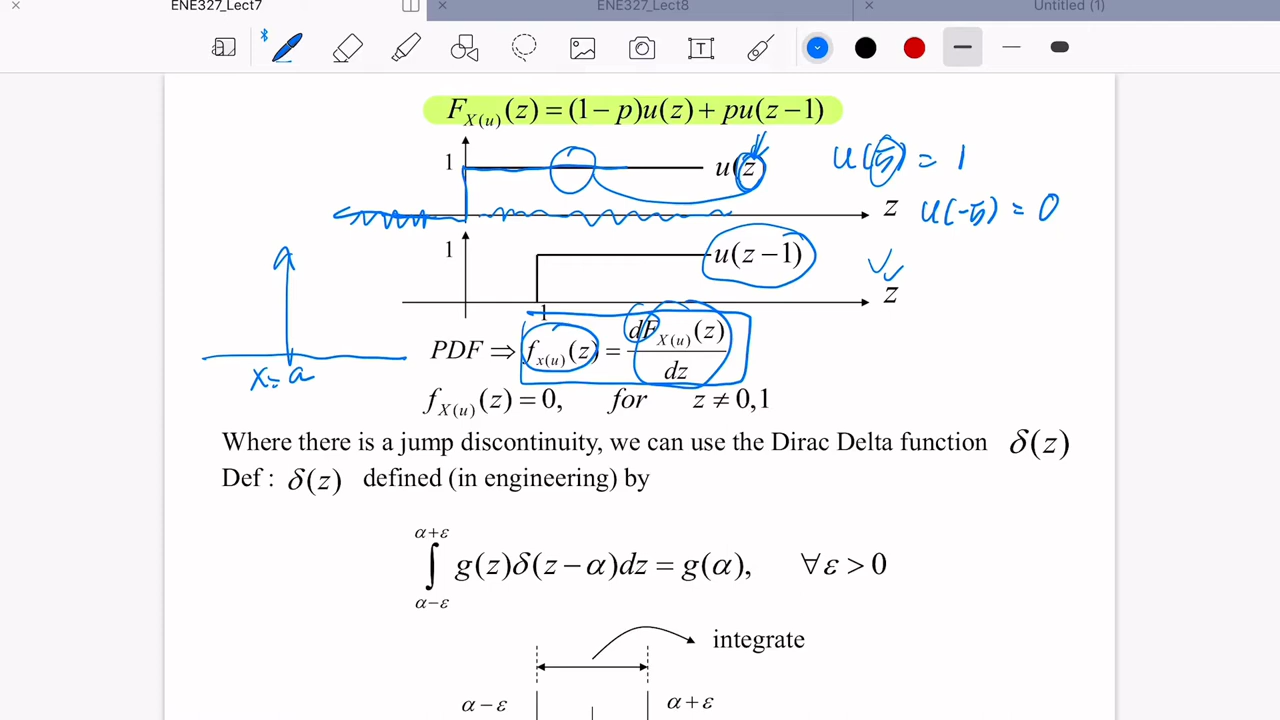 ENE327_Lect7 ENE327_Lect8 Untitled (1)
F_{X(u)}(z) = (1 − p)u(z) + pu(z − 1)
1 u(z) u(5) = 1
z u(-5) = 0
1 u(z − 1)
z
1
PDF ⇒ f_{x(u)}(z) = dF_{X(u)}(z)/dz
x=a
f_{X(u)}(z) = 0, for z ≠ 0,1
Where there is a jump discontinuity, we can use the Dirac Delta function δ(z)
Def : δ(z) defined (in engineering) by
∫_{α−ε}^{α+ε} g(z)δ(z − α)dz = g(α), ∀ε > 0
integrate
α − ε α + ε